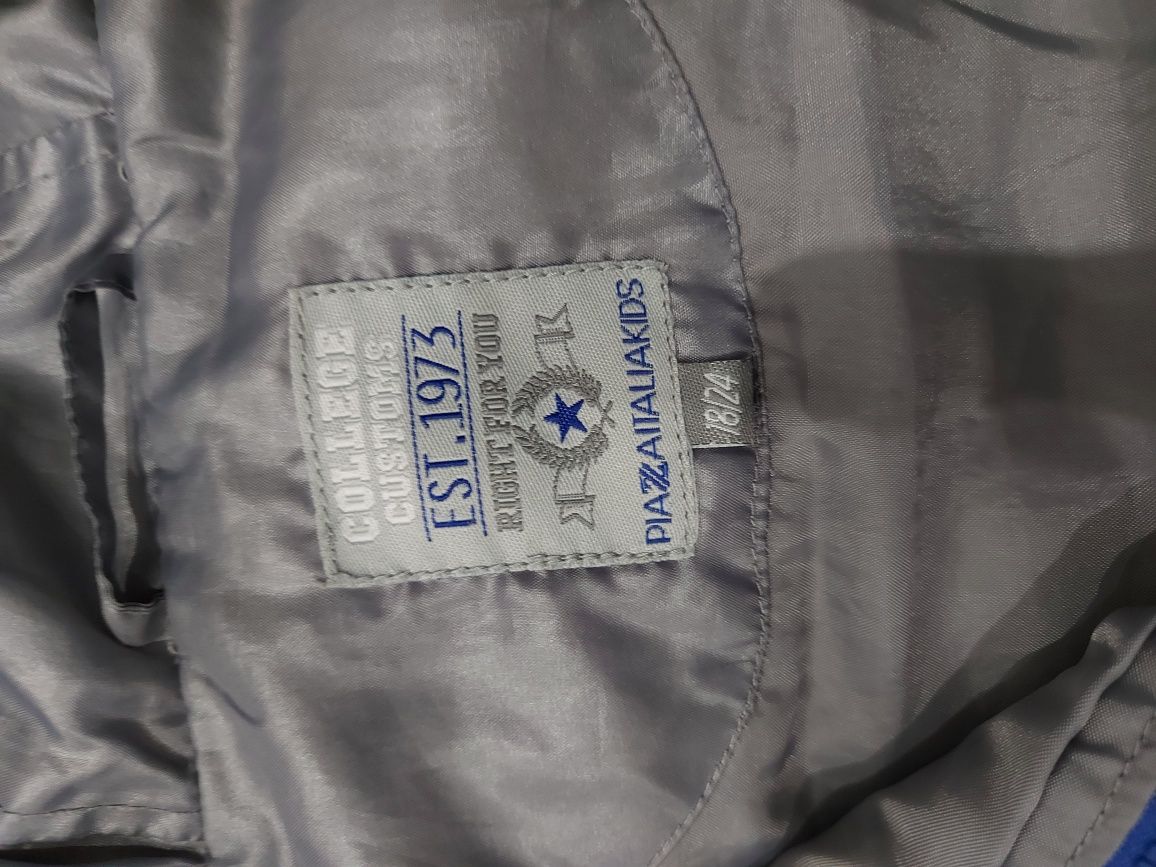 COLLEGE
CUSTOMS
EST.1973
RIGHT FOR YOU
PIAZZAITALIAKIDS
18/24